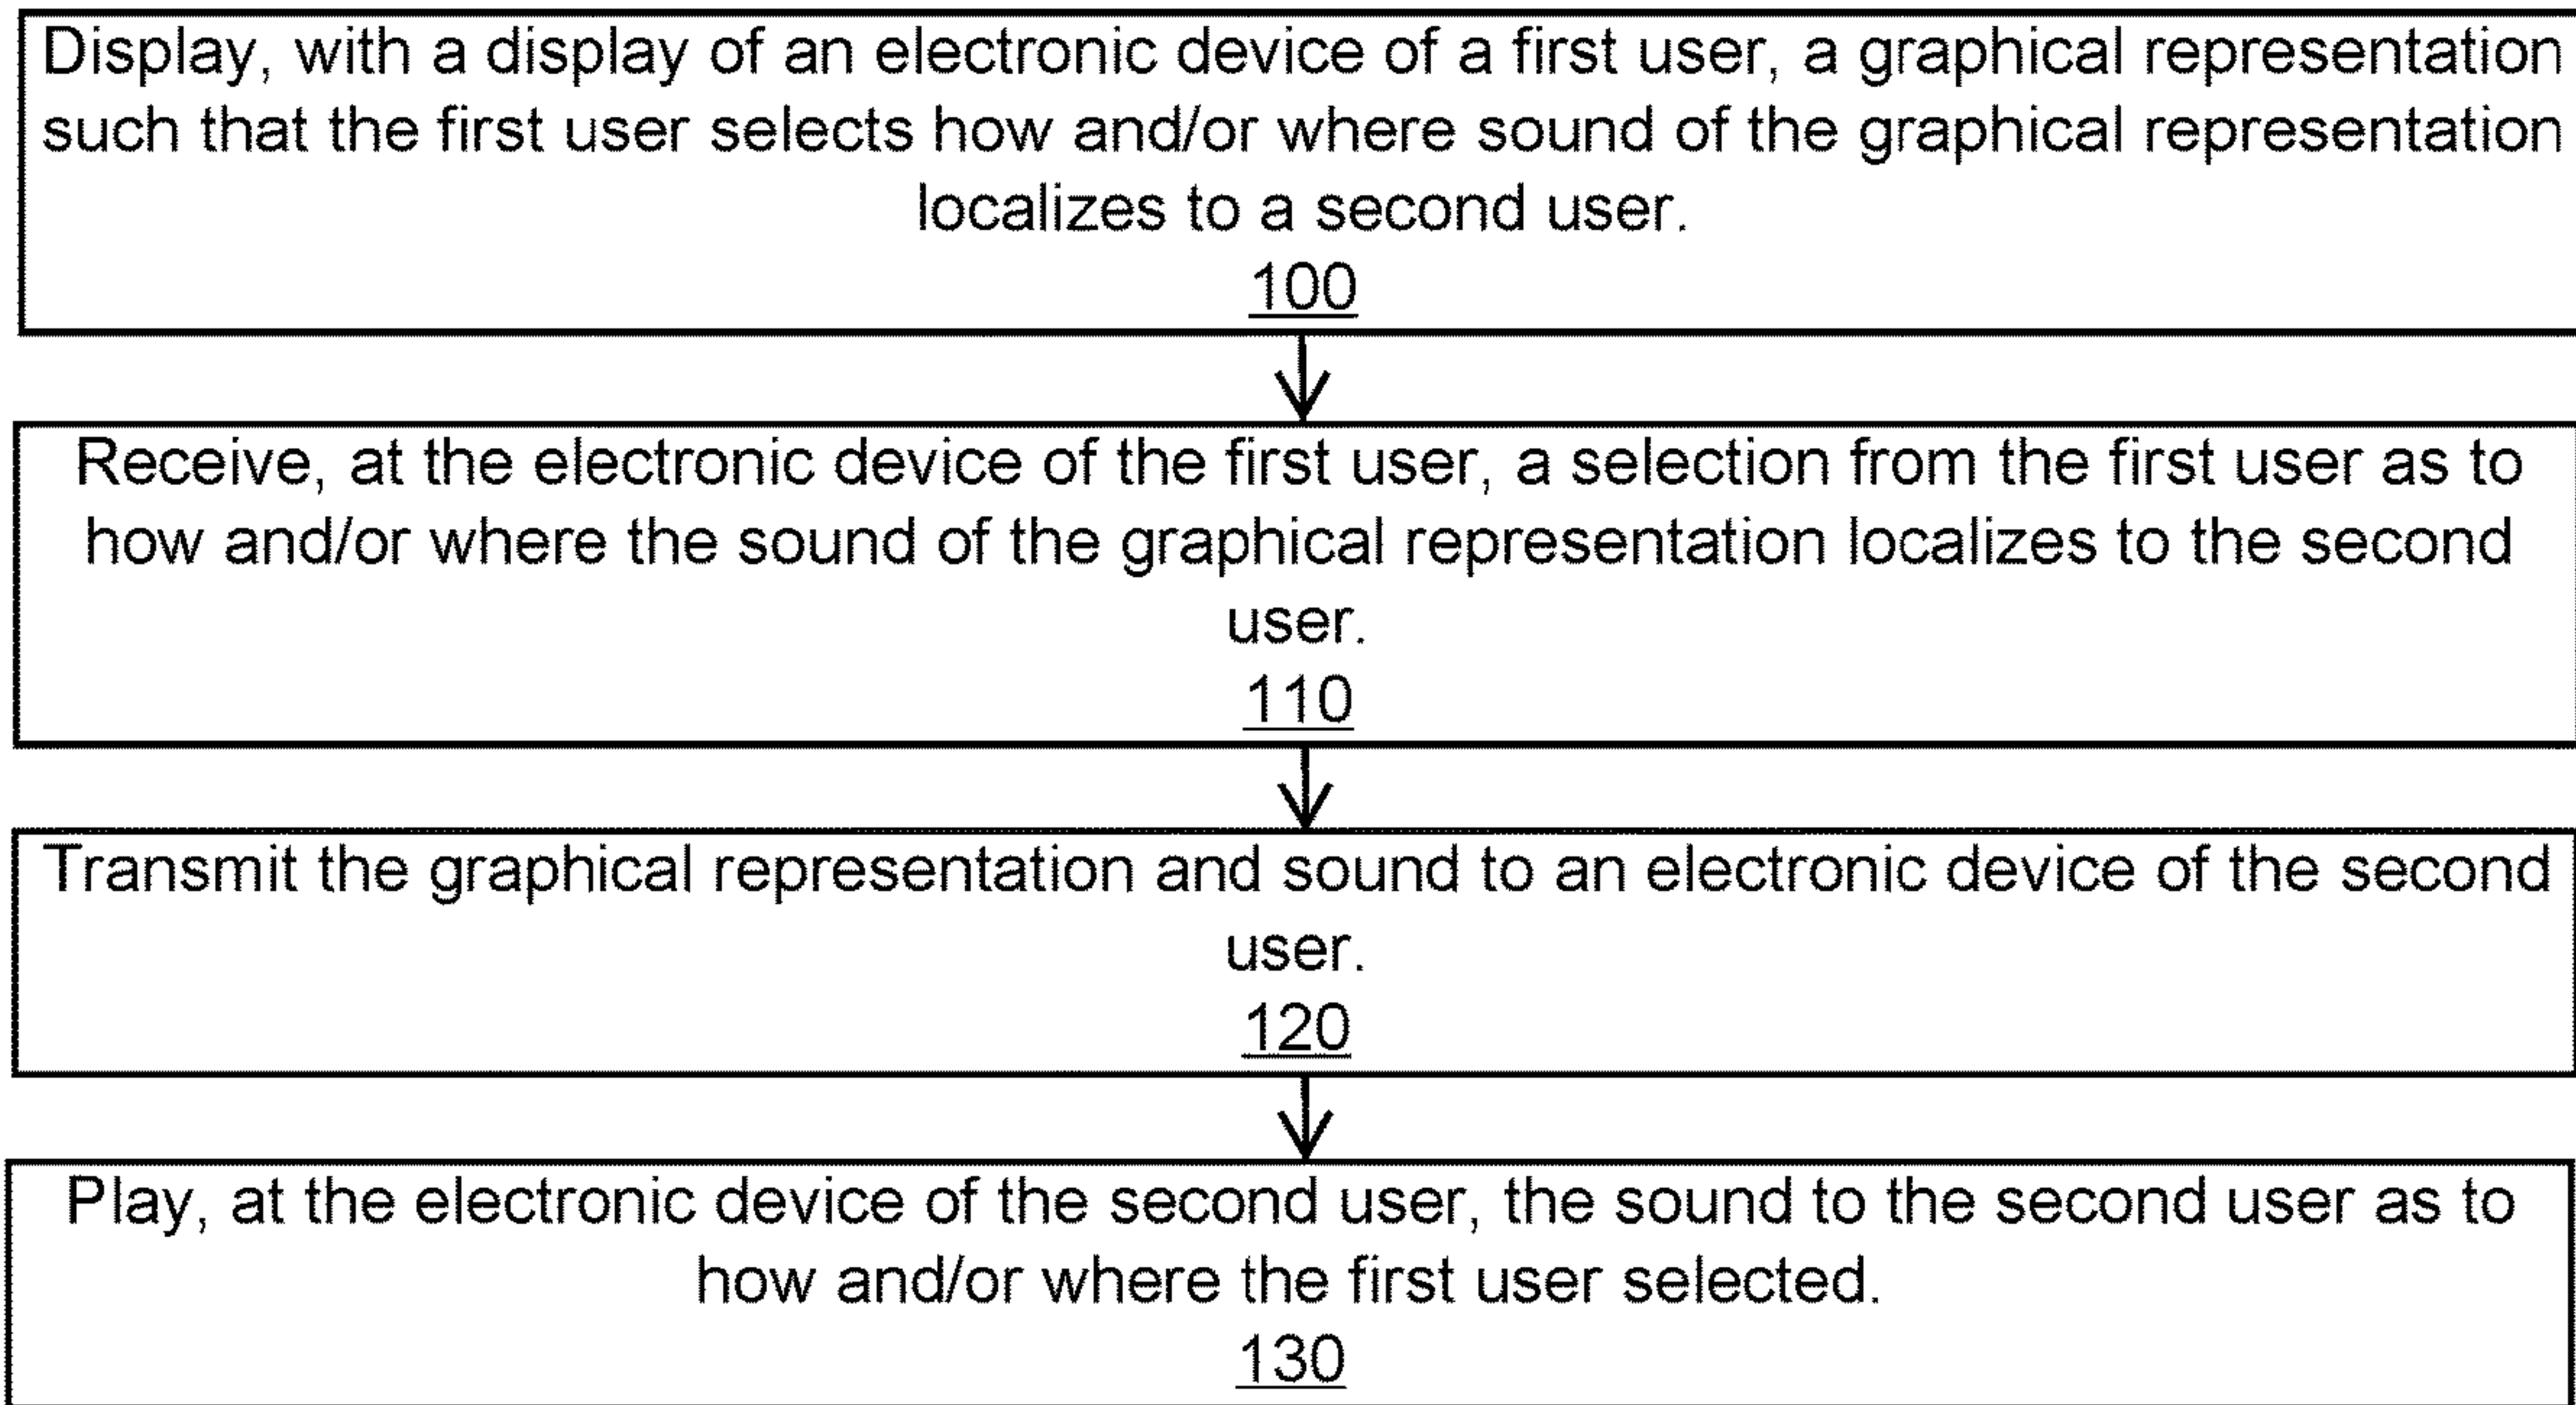 Display, with a display of an electronic device of a first user, a graphical representation
such that the first user selects how and/or where sound of the graphical representation
localizes to a second user.
100
Receive, at the electronic device of the first user, a selection from the first user as to
how and/or where the sound of the graphical representation localizes to the second
user.
110
Transmit the graphical representation and sound to an electronic device of the second
user.
120
Play, at the electronic device of the second user, the sound to the second user as to
how and/or where the first user selected.
130